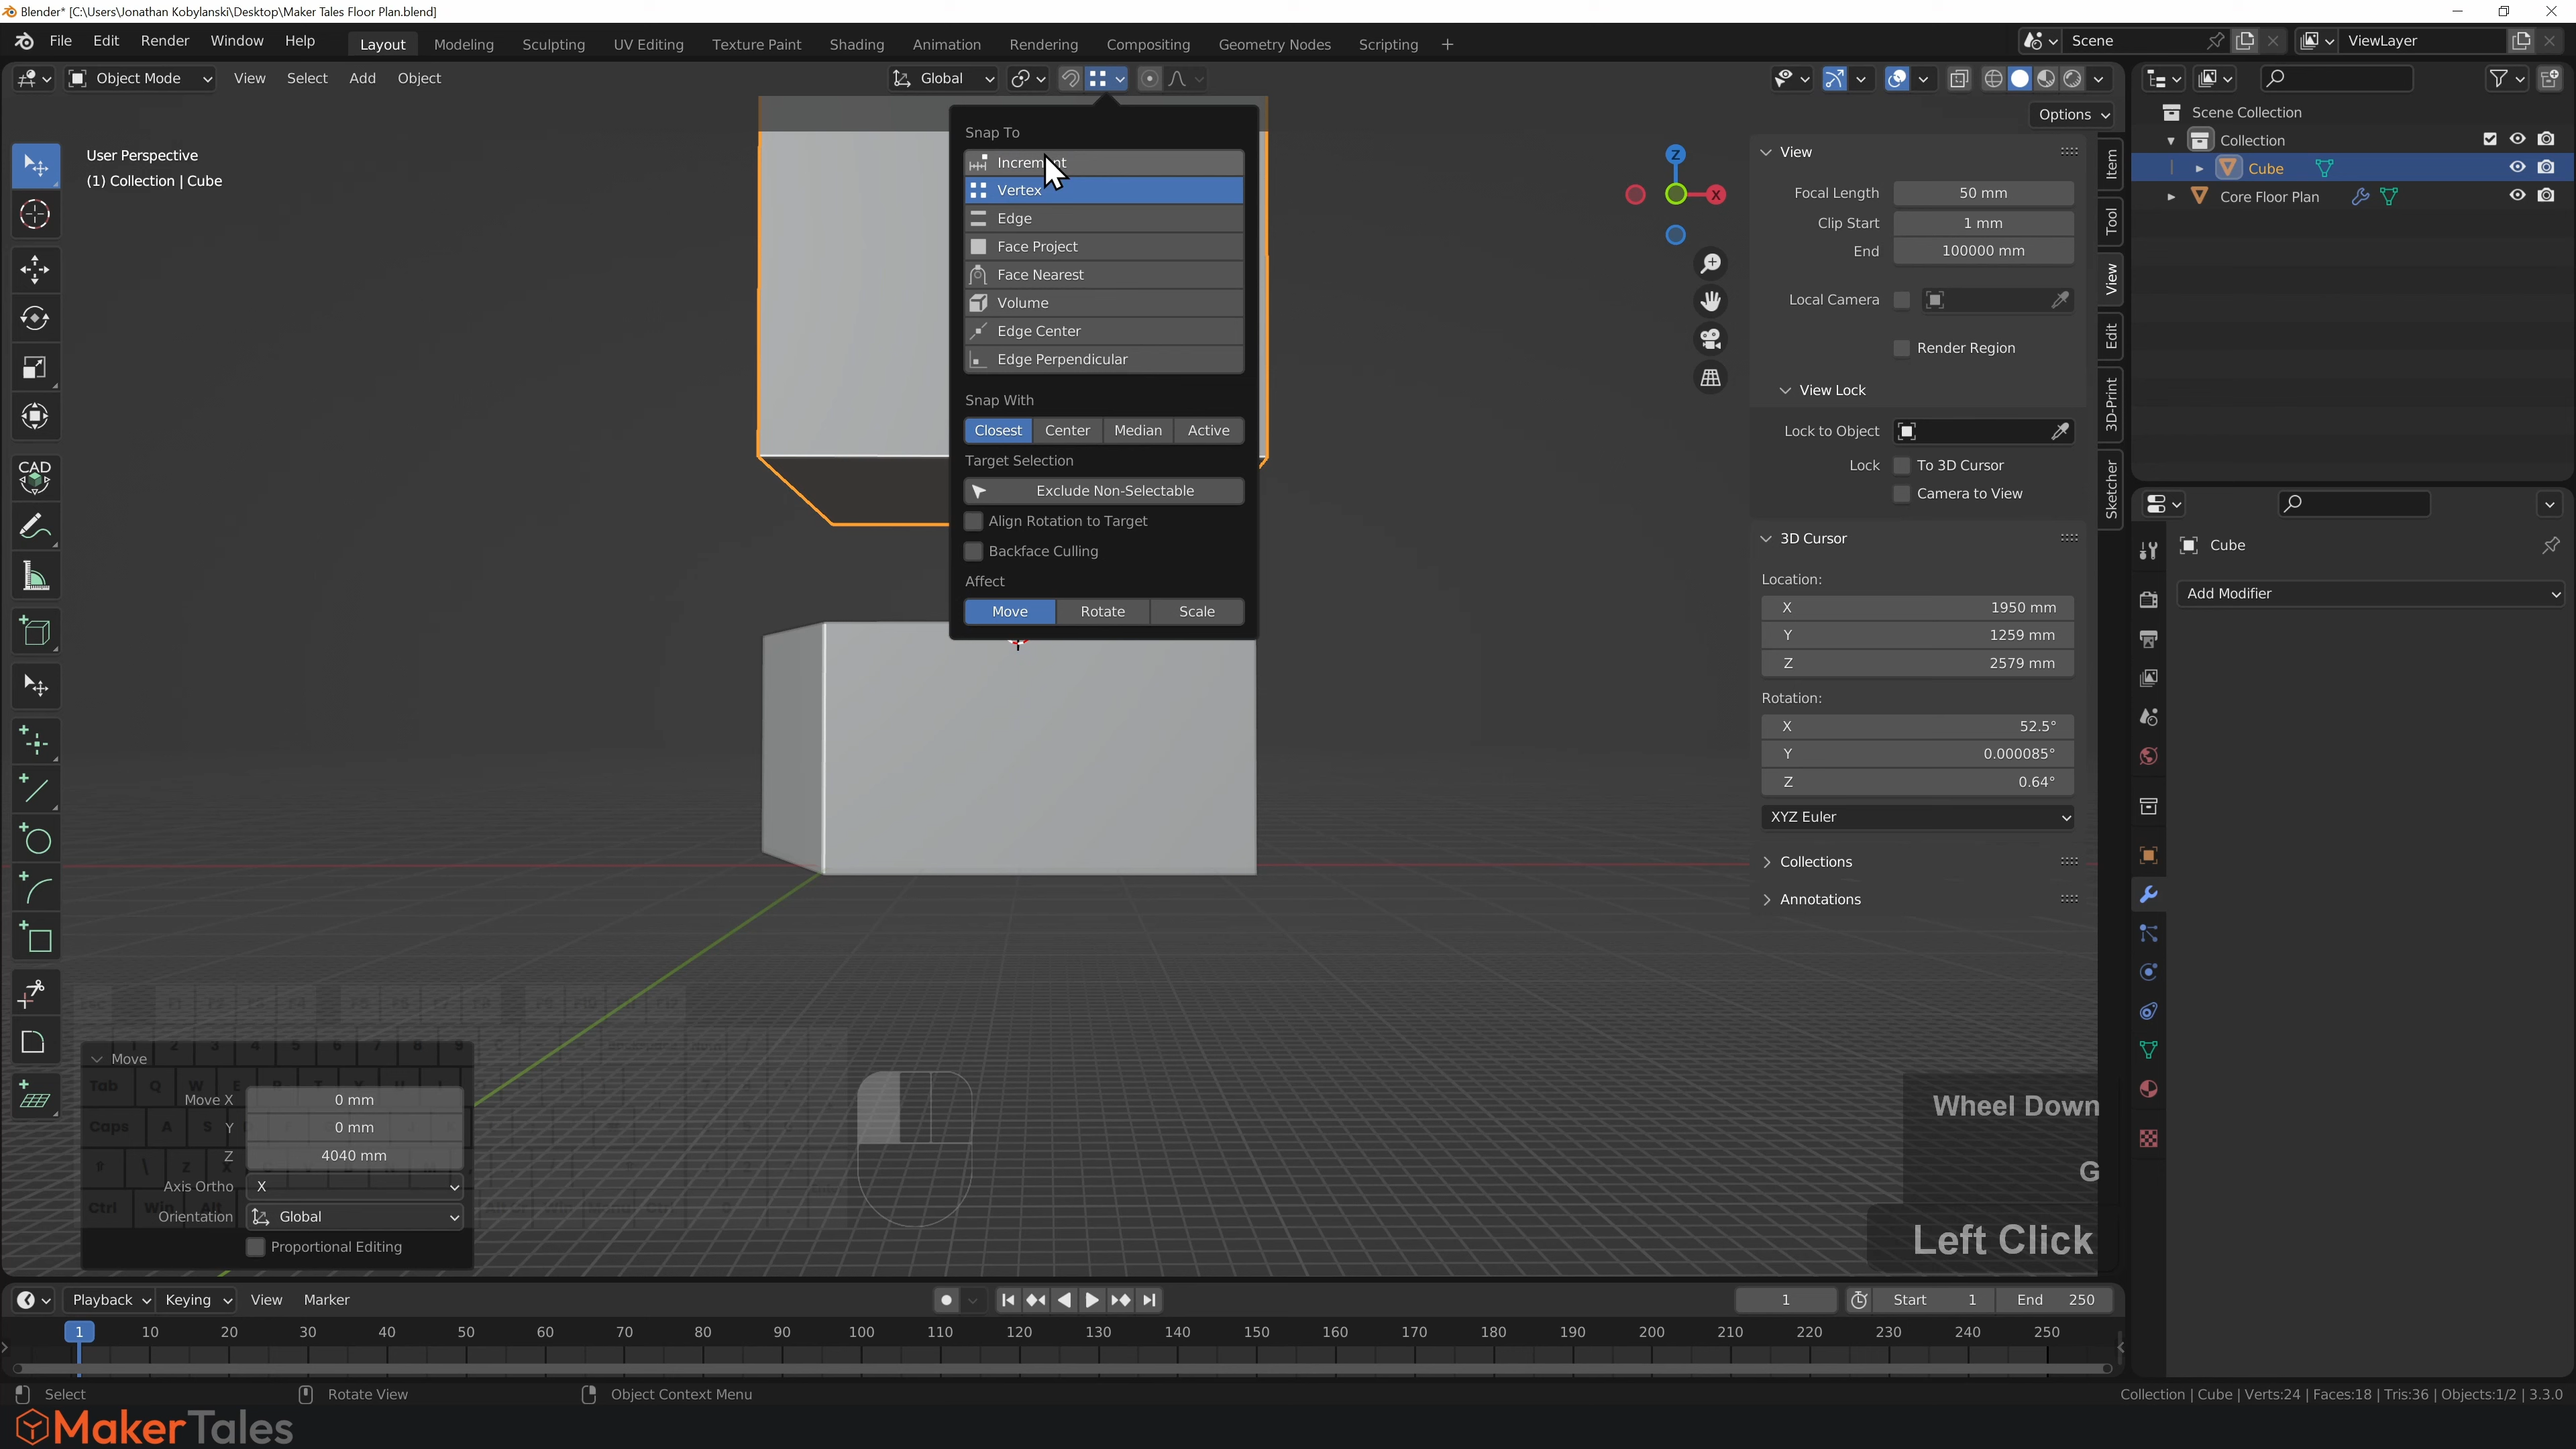 Blender* [C:\Users\Jonathan Kobylanski\Desktop\Maker Tales Floor Plan.blend]
File Edit Render Window Help Layout Modeling Sculpting UV Editing Texture Paint Shading Animation Rendering Compositing Geometry Nodes Scripting + Scene ViewLayer
Object Mode View Select Add Object Global
Options
User Perspective
(1) Collection | Cube
Snap To
Increment
Vertex
Edge
Face Project
Face Nearest
Volume
Edge Center
Edge Perpendicular
Snap With
Closest Center Median Active
Target Selection
Exclude Non-Selectable
Align Rotation to Target
Backface Culling
Affect
Move Rotate Scale
Z
X
View
Focal Length 50 mm
Clip Start 1 mm
End 100000 mm
Local Camera
Render Region
View Lock
Lock to Object
Lock To 3D Cursor
Camera to View
3D Cursor
Location:
X 1950 mm
Y 1259 mm
Z 2579 mm
Rotation:
X 52.5°
Y 0.000085°
Z 0.64°
XYZ Euler
Collections
Annotations
Item
Tool
View
Edit
3D-Print
Sketcher
Scene Collection
Collection
Cube
Core Floor Plan
Cube
Add Modifier
CAD
Move
Move X 0 mm
Y 0 mm
Z 4040 mm
Axis Ortho X
Orientation Global
Proportional Editing
Tab Q W E
Caps A S
Ctrl Win Alt
Wheel Down
G
Left Click
Playback Keying View Marker 1 Start 1 End 250
1 10 20 30 40 50 60 70 80 90 100 110 120 130 140 150 160 170 180 190 200 210 220 230 240 250
Select Rotate View Object Context Menu Collection | Cube | Verts:24 | Faces:18 | Tris:36 | Objects:1/2 | 3.3.0
MakerTales